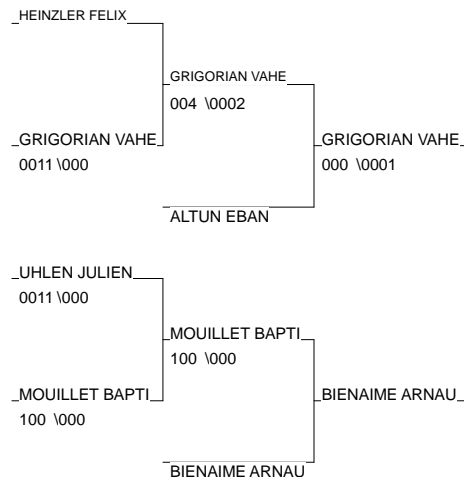 HEINZLER FELIX
GRIGORIAN VAHE
004 \0002
GRIGORIAN VAHE
0011 \000
GRIGORIAN VAHE
000 \0001
ALTUN EBAN
UHLEN JULIEN
0011 \000
MOUILLET BAPTI
100 \000
MOUILLET BAPTI
100 \000
BIENAIME ARNAU
BIENAIME ARNAU